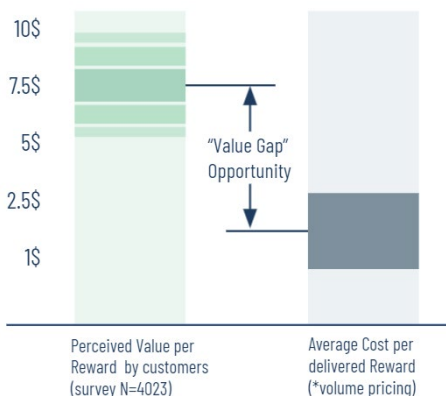 10$
7.5$
5$
2.5$
1$
“Value Gap”
Opportunity
Perceived Value per
Reward by customers
(survey N=4023)
Average Cost per
delivered Reward
(*volume pricing)